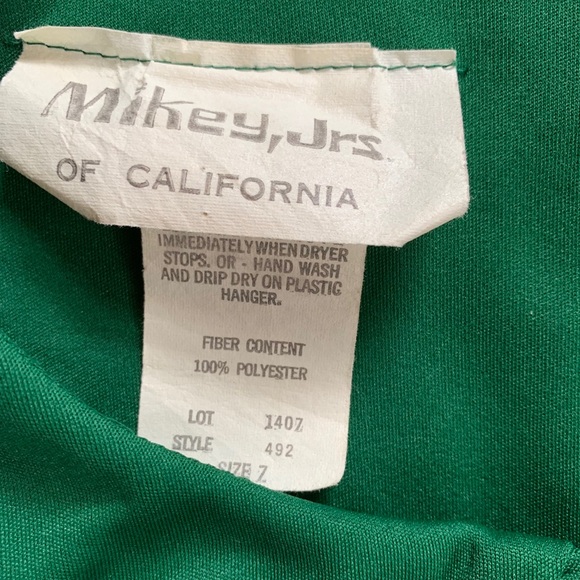 Mikey, Jrs.
OF CALIFORNIA
IMMEDIATELY WHEN DRYER
STOPS. OR - HAND WASH
AND DRIP DRY ON PLASTIC
HANGER.
FIBER CONTENT
100% POLYESTER
LOT 1407
STYLE 492
SIZE 7